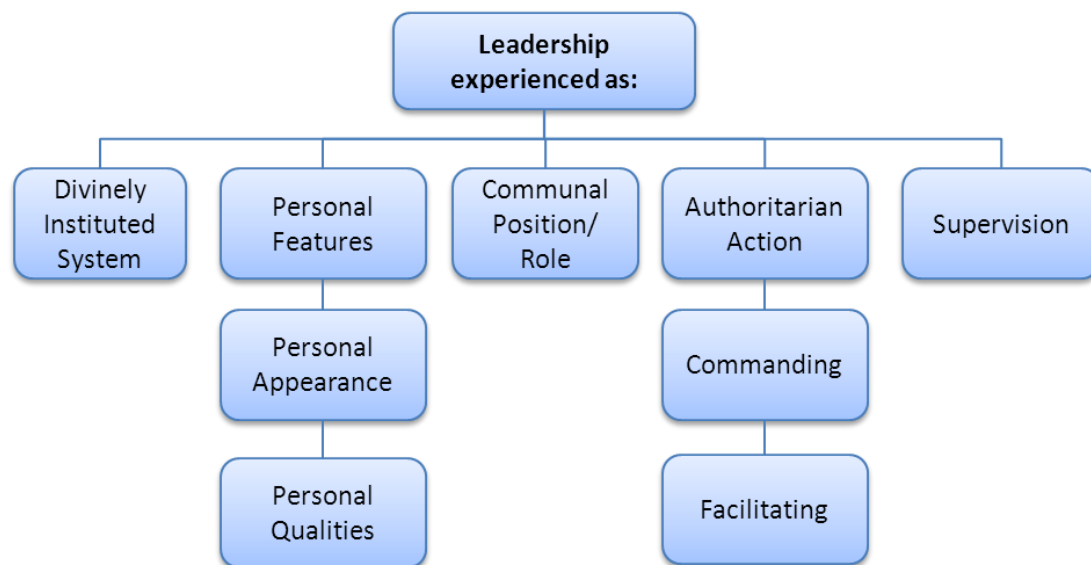 Leadership
experienced as:
Divinely
Instituted
System
Personal
Features
Communal
Position/
Role
Authoritarian
Action
Supervision
Personal
Appearance
Commanding
Personal
Qualities
Facilitating